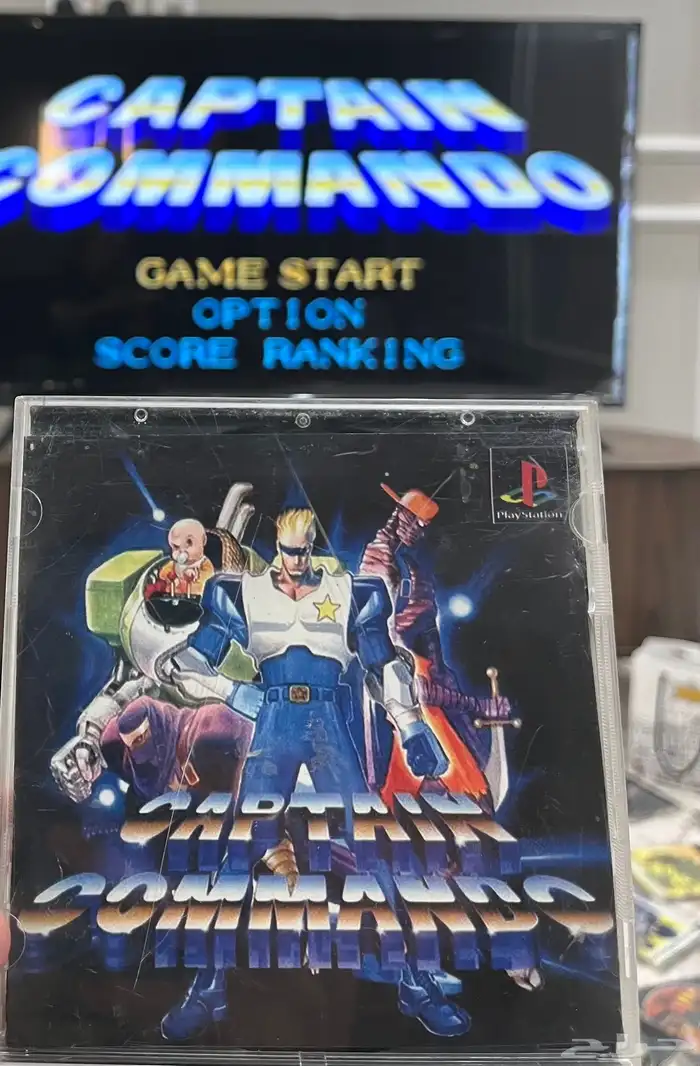 CAPTAIN
COMMANDO
GAME START
OPTION
SCORE RANKING
PlayStation
CAPTAIN
COMMANDO